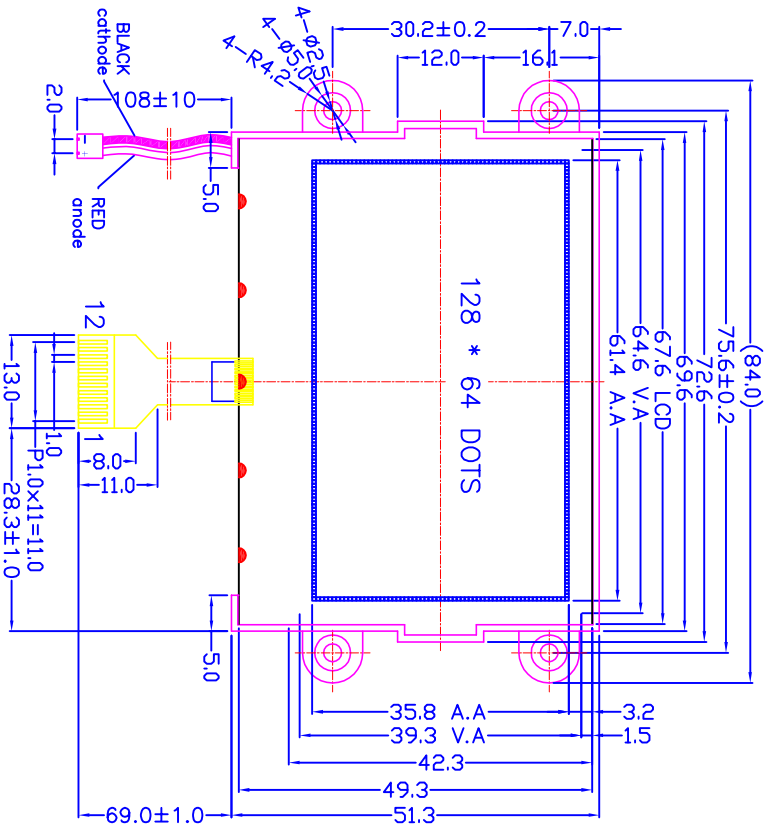 4-ø2.5
4-ø5.0
4-R4.2
30.2±0.2
7.0
12.0
16.1
BLACK
cathode
108±10
2.0
RED
anode
5.0
(84.0)
75.6±0.2
72.6
69.6
67.6 LCD
64.6 V.A
61.4 A.A
128 * 64 DOTS
12
1
13.0
1.0
8.0
11.0
P1.0x11=11.0
28.3±1.0
5.0
35.8 A.A
3.2
39.3 V.A
1.5
42.3
49.3
69.0±1.0
51.3